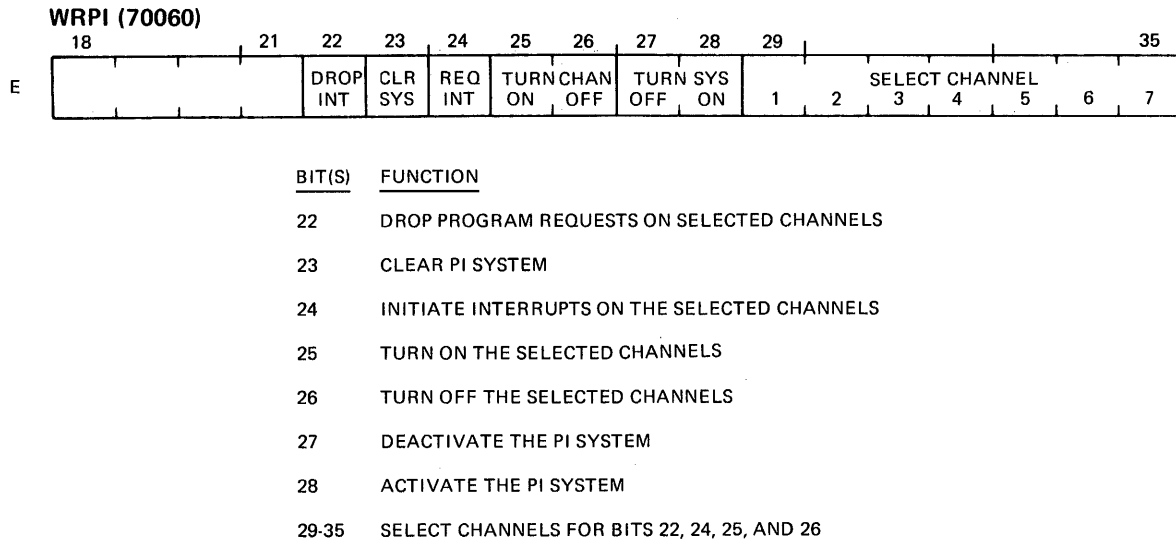 WRPI (70060)
18 21 22 23 24 25 26 27 28 29 35
E DROP CLR REQ TURN CHAN TURN SYS SELECT CHANNEL
INT SYS INT ON OFF OFF ON 1 2 3 4 5 6 7
BIT(S) FUNCTION
22 DROP PROGRAM REQUESTS ON SELECTED CHANNELS
23 CLEAR PI SYSTEM
24 INITIATE INTERRUPTS ON THE SELECTED CHANNELS
25 TURN ON THE SELECTED CHANNELS
26 TURN OFF THE SELECTED CHANNELS
27 DEACTIVATE THE PI SYSTEM
28 ACTIVATE THE PI SYSTEM
29-35 SELECT CHANNELS FOR BITS 22, 24, 25, AND 26